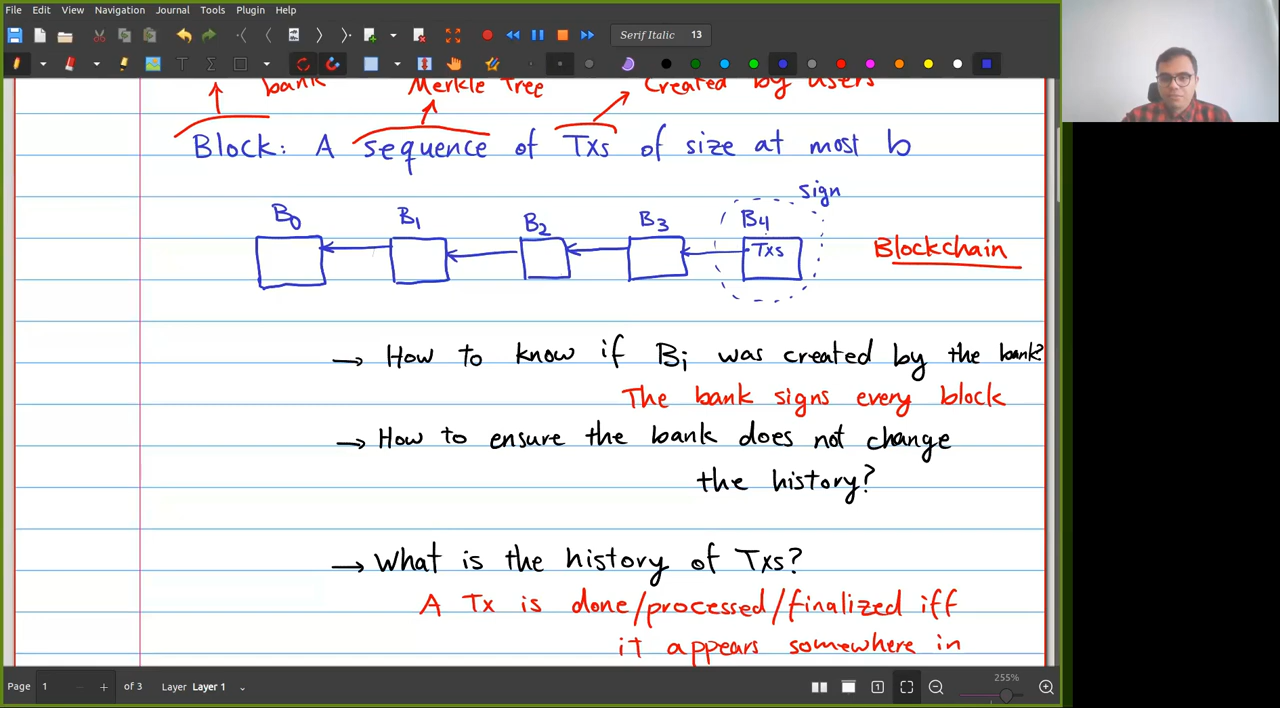 File Edit View Navigation Journal Tools Plugin Help
Serif Italic 13
bank Merkle Tree Created by users
Block: A sequence of Txs of size at most b
sign
B0 B1 B2 B3 B4
Txs
Blockchain
→ How to know if Bi was created by the bank?
The bank signs every block
→ How to ensure the bank does not change
the history?
→ What is the history of Txs?
A Tx is done/processed/finalized iff
it appears somewhere in
Page 1 of 3 Layer Layer 1 255%